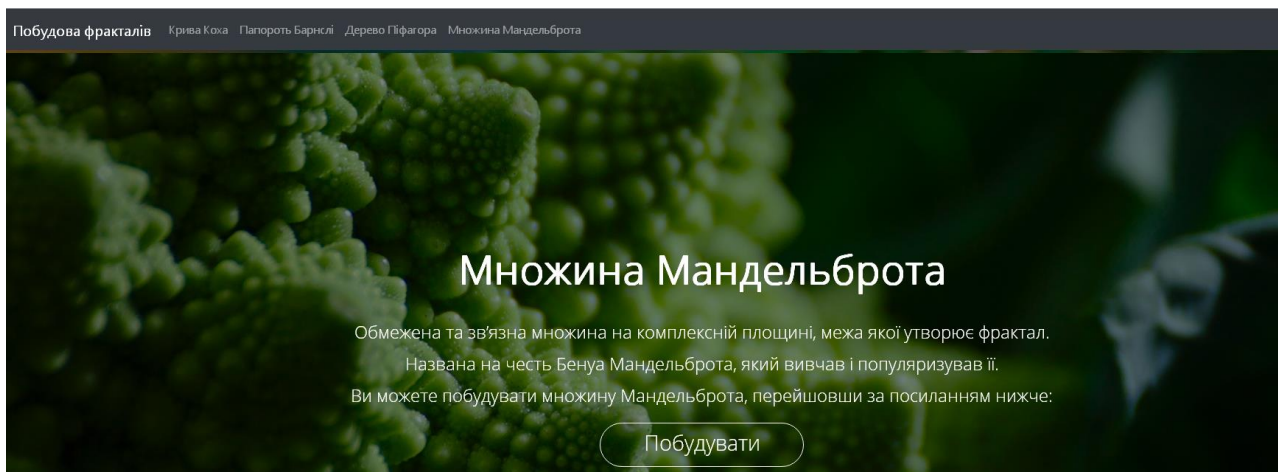 Побудова фракталів Крива Коха Папороть Барнслі Дерево Піфагора Множина Мандельброта
Множина Мандельброта
Обмежена та зв'язна множина на комплексній площині, межа якої утворює фрактал.
Названа на честь Бенуа Мандельброта, який вивчав і популяризував її.
Ви можете побудувати множину Мандельброта, перейшовши за посиланням нижче:
Побудувати